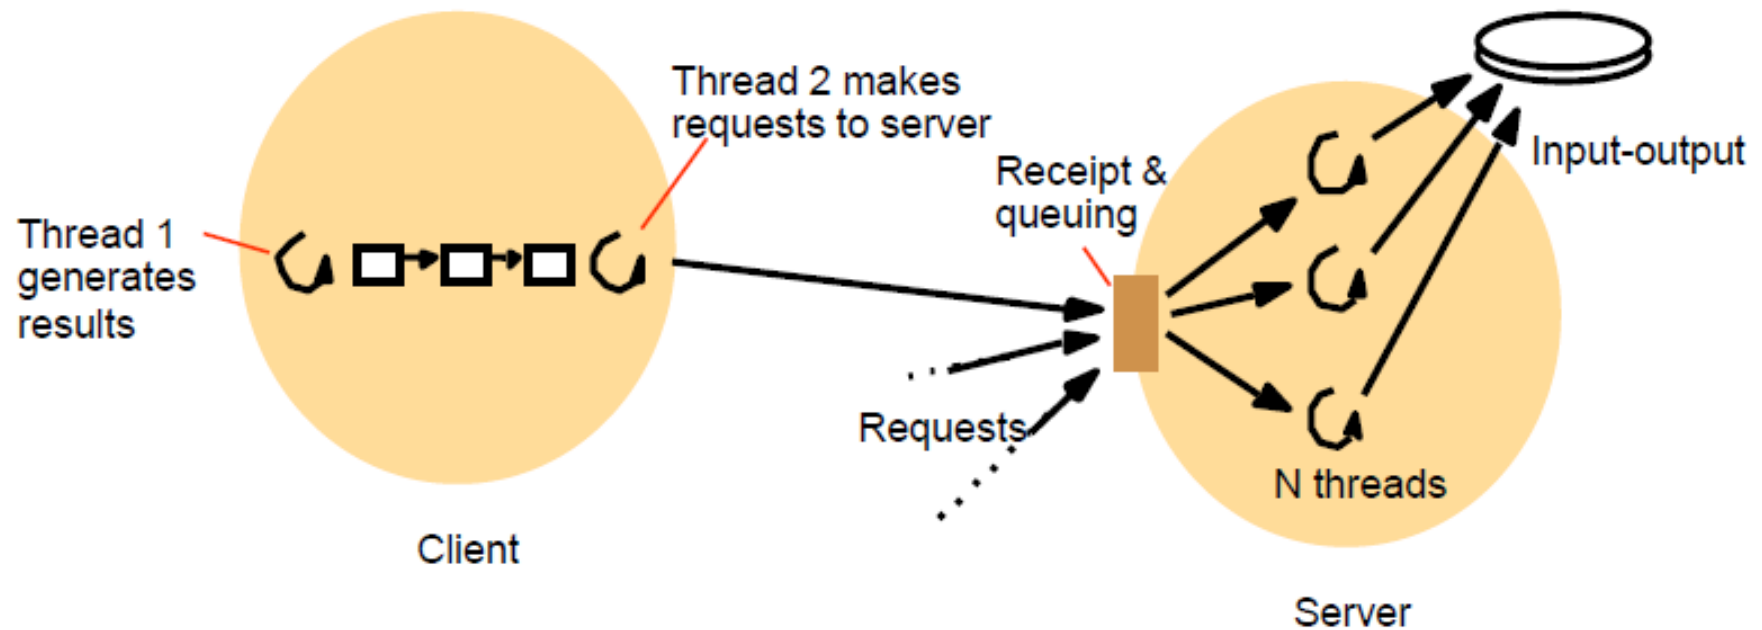 Thread 1
generates
results
Thread 2 makes
requests to server
Client
Receipt &
queuing
Requests
Input-output
N threads
Server